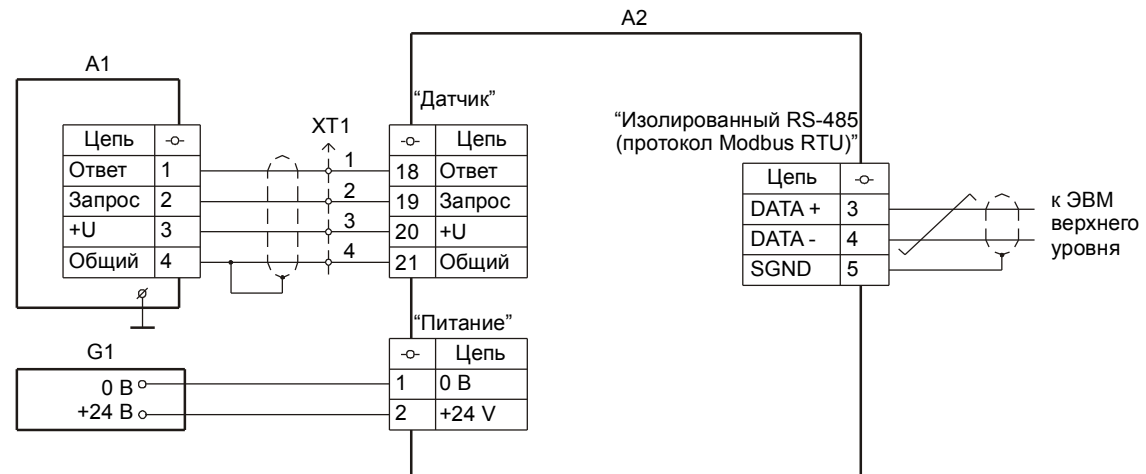 A2
A1
“Датчик”
XT1
“Изолированный RS-485
(протокол Modbus RTU)”
Цепь
Ответ 1
Запрос 2
+U 3
Общий 4
1
2
3
4
Цепь
18 Ответ
19 Запрос
20 +U
21 Общий
Цепь
DATA + 3
DATA - 4
SGND 5
к ЭВМ
верхнего
уровня
“Питание”
G1
0 В
+24 В
Цепь
1 0 В
2 +24 V